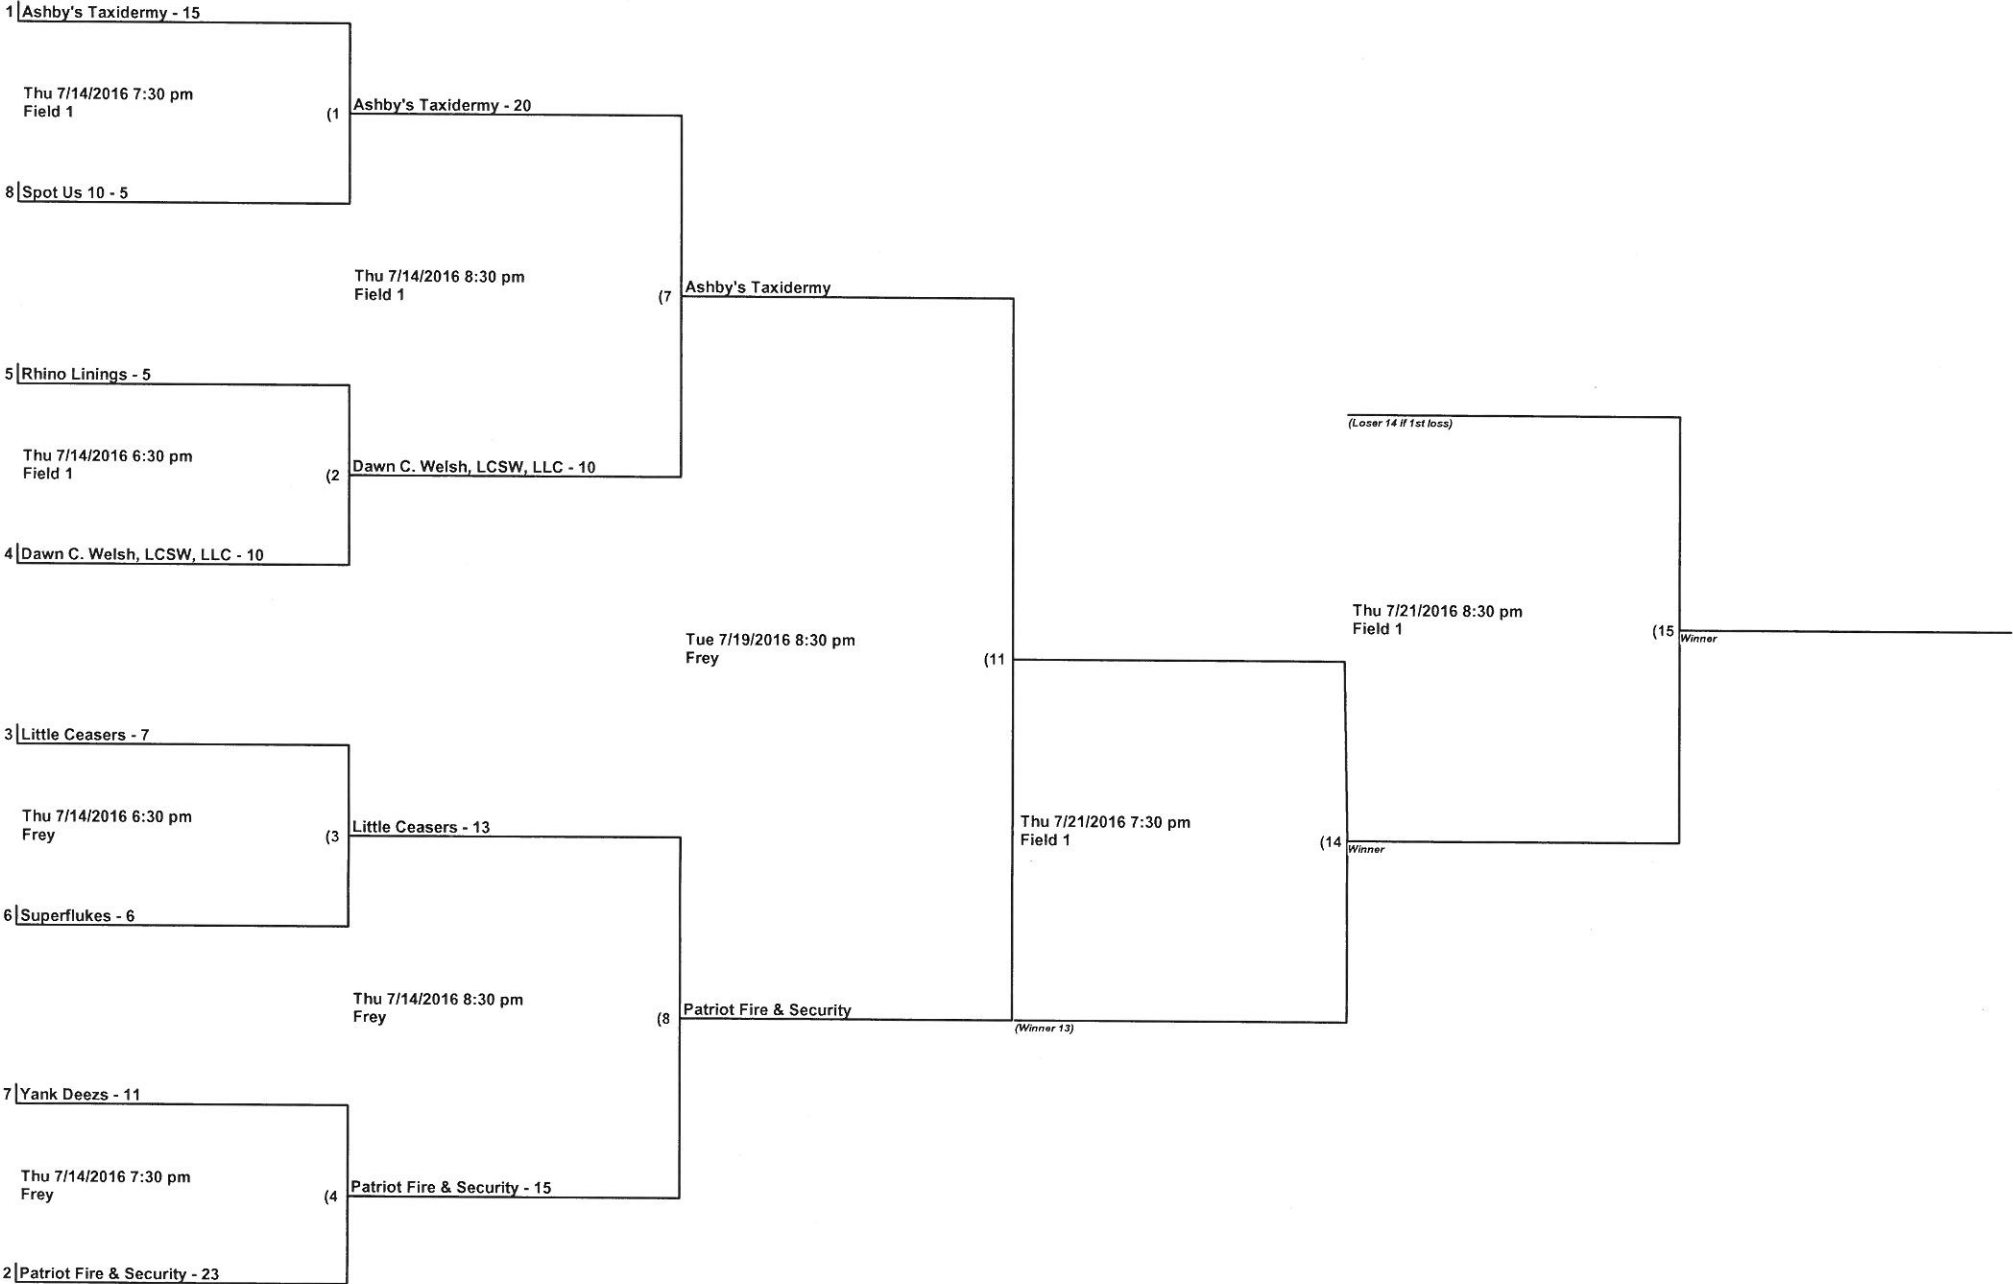 1 Ashby's Taxidermy - 15
Thu 7/14/2016 7:30 pm
Field 1
(1
Ashby's Taxidermy - 20
8 Spot Us 10 - 5
Thu 7/14/2016 8:30 pm
Field 1
(7
Ashby's Taxidermy
5 Rhino Linings - 5
Thu 7/14/2016 6:30 pm
Field 1
(2
Dawn C. Welsh, LCSW, LLC - 10
4 Dawn C. Welsh, LCSW, LLC - 10
Tue 7/19/2016 8:30 pm
Frey
(11
3 Little Ceasers - 7
Thu 7/14/2016 6:30 pm
Frey
(3
Little Ceasers - 13
6 Superflukes - 6
Thu 7/14/2016 8:30 pm
Frey
(8
Patriot Fire & Security
7 Yank Deezs - 11
Thu 7/14/2016 7:30 pm
Frey
(4
Patriot Fire & Security - 15
2 Patriot Fire & Security - 23
Thu 7/21/2016 7:30 pm
Field 1
(14
Winner
(Winner 13)
(Loser 14 if 1st loss)
Thu 7/21/2016 8:30 pm
Field 1
(15
Winner